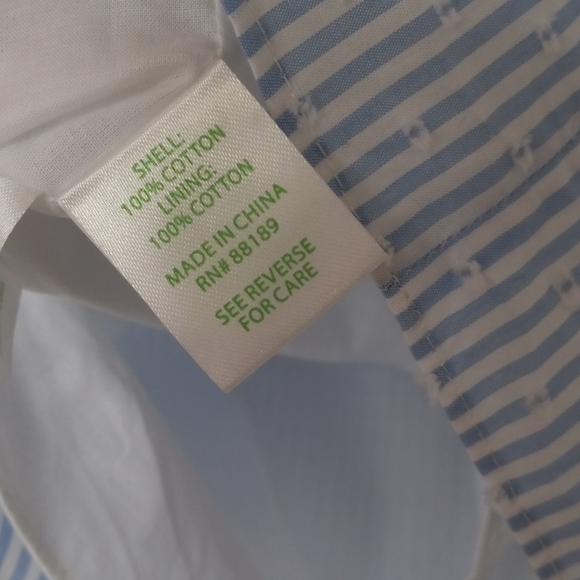 SHELL:
100% COTTON
LINING:
100% COTTON
MADE IN CHINA
RN# 88189
SEE REVERSE
FOR CARE